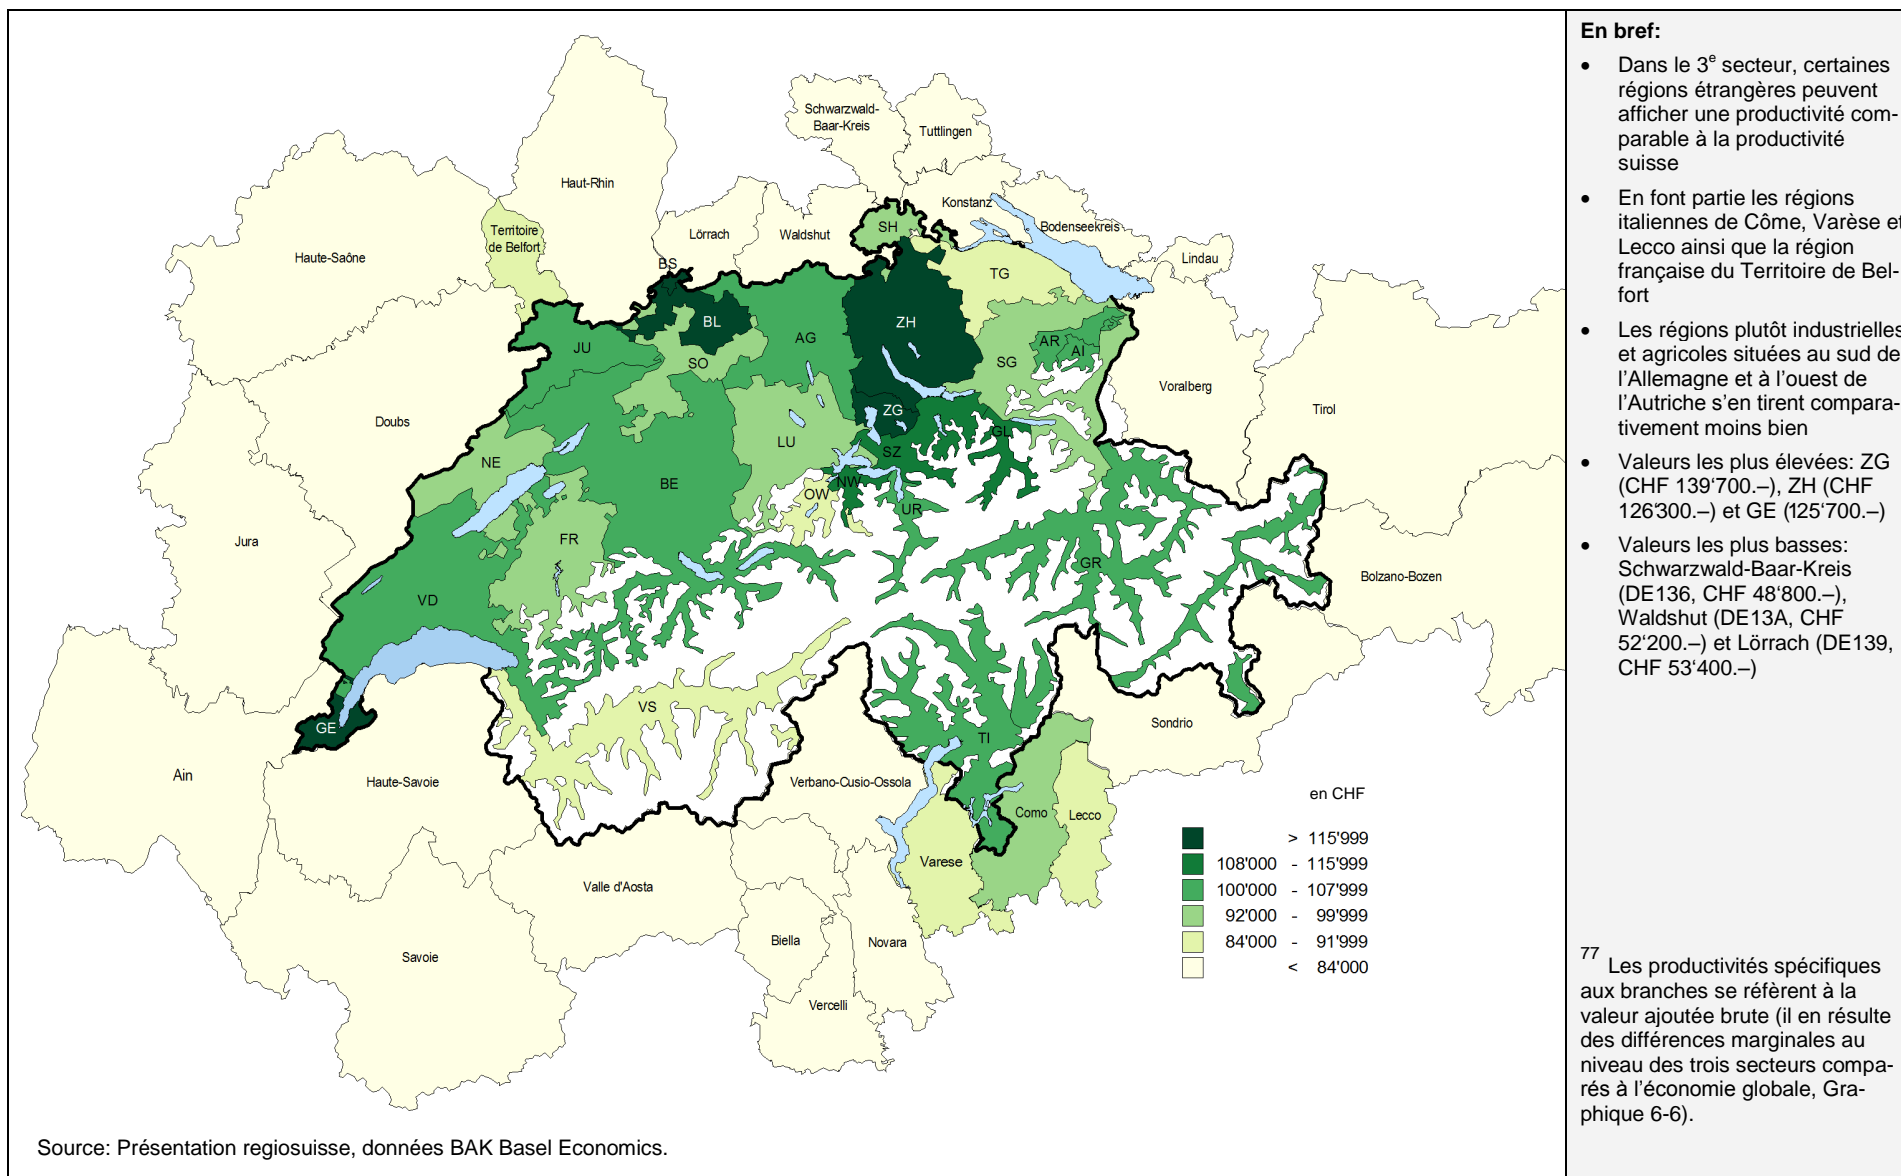 Schwarzwald-
Baar-Kreis
Tuttlingen
Haut-Rhin
Konstanz
Territoire
de Belfort
Lörrach
Waldshut
SH
Bodenseekreis
Haute-Saône
BS
Lindau
TG
BL
ZH
AG
JU
AR
AI
SO
SG
Voralberg
Tirol
Doubs
ZG
GL
LU
SZ
NE
BE
NW
OW
UR
Jura
FR
GR
Bolzano-Bozen
VD
VS
GE
TI
Sondrio
Ain
Haute-Savoie
Verbano-Cusio-Ossola
Como
Lecco
Varese
Valle d'Aosta
Biella
Novara
Savoie
Vercelli
en CHF
> 115'999
108'000 - 115'999
100'000 - 107'999
92'000 - 99'999
84'000 - 91'999
< 84'000
Source: Présentation regiosuisse, données BAK Basel Economics.
En bref:
• Dans le 3e secteur, certaines
régions étrangères peuvent
afficher une productivité com-
parable à la productivité
suisse
• En font partie les régions
italiennes de Côme, Varèse et
Lecco ainsi que la région
française du Territoire de Bel-
fort
• Les régions plutôt industrielles
et agricoles situées au sud de
l’Allemagne et à l’ouest de
l’Autriche s’en tirent compara-
tivement moins bien
• Valeurs les plus élevées: ZG
(CHF 139‘700.–), ZH (CHF
126'300.–) et GE (125‘700.–)
• Valeurs les plus basses:
Schwarzwald-Baar-Kreis
(DE136, CHF 48‘800.–),
Waldshut (DE13A, CHF
52‘200.–) et Lörrach (DE139,
CHF 53‘400.–)
77 Les productivités spécifiques
aux branches se réfèrent à la
valeur ajoutée brute (il en résulte
des différences marginales au
niveau des trois secteurs compa-
rés à l’économie globale, Gra-
phique 6-6).